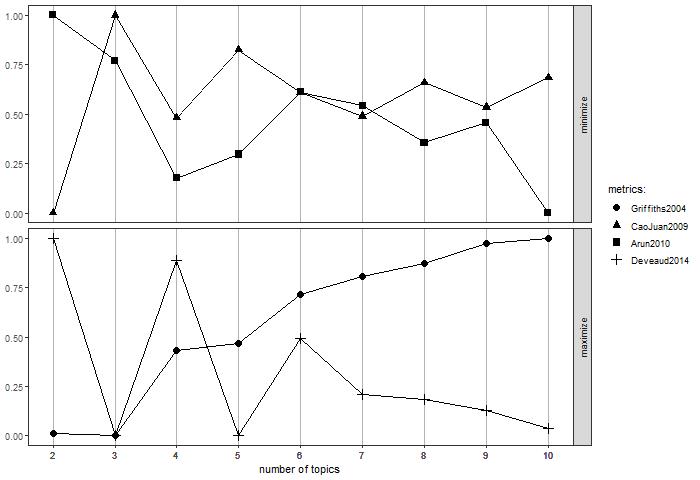 1.00
0.75
0.50
0.25
0.00
minimize
1.00
0.75
0.50
0.25
0.00
maximize
2 3 4 5 6 7 8 9 10
number of topics
metrics:
Griffiths2004
CaoJuan2009
Arun2010
Deveaud2014